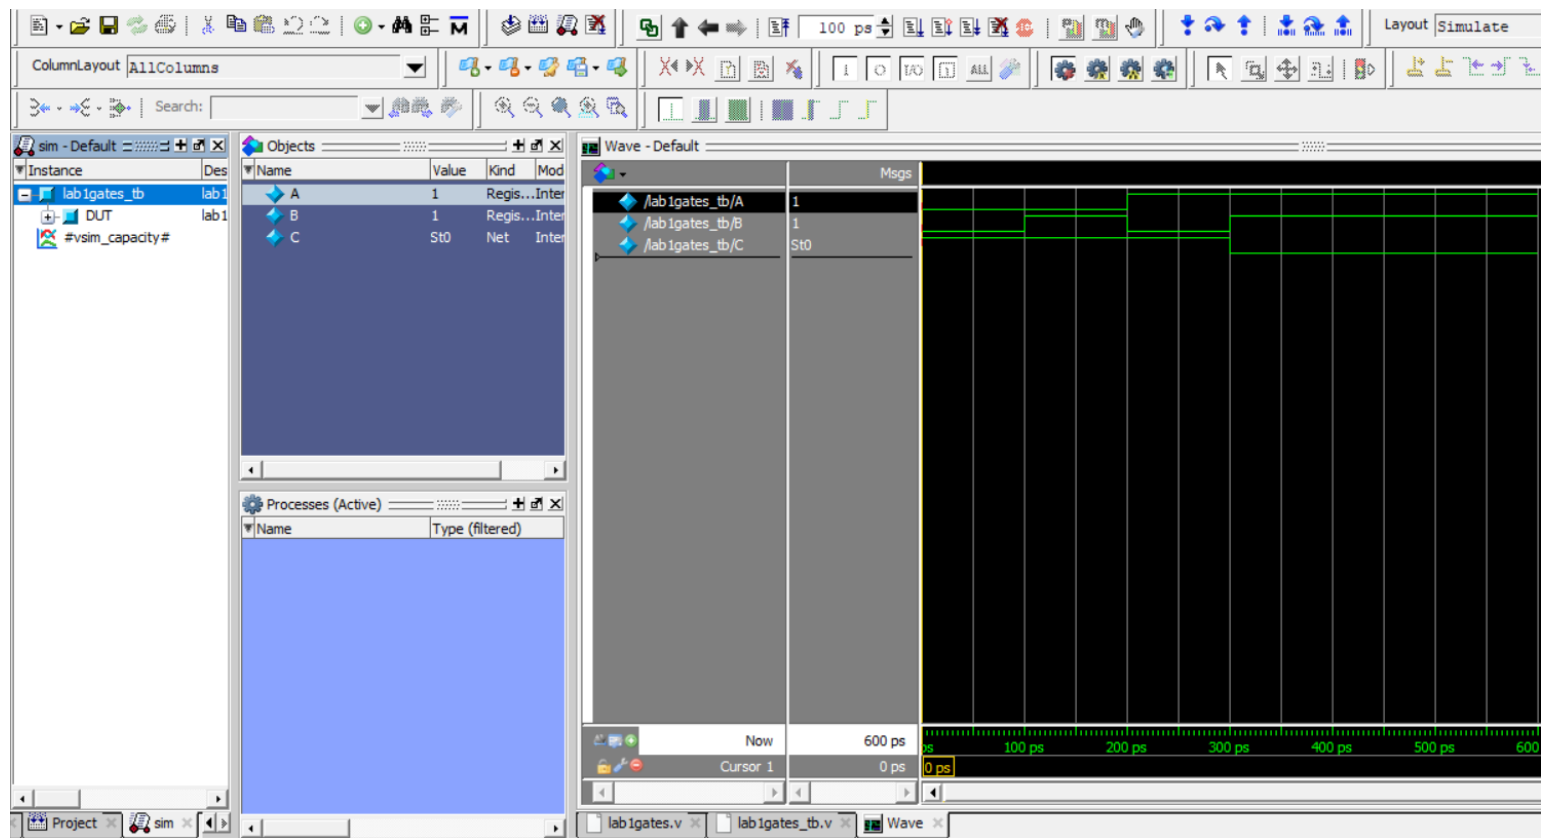 100 ps
Layout Simulate
ColumnLayout AllColumns
ALL
Search:
sim - Default
Instance
Des
lab1gates_tb
lab1
DUT
lab1
#vsim_capacity#
Objects
Name
Value
Kind
Mod
A
1
Regis...
Inter
B
1
Regis...
Inter
C
St0
Net
Inter
Processes (Active)
Name
Type (filtered)
Wave - Default
Msgs
/lab1gates_tb/A
1
/lab1gates_tb/B
1
/lab1gates_tb/C
St0
Now
600 ps
Cursor 1
0 ps
ps
100 ps
200 ps
300 ps
400 ps
500 ps
600
0 ps
Project
sim
lab1gates.v
lab1gates_tb.v
Wave